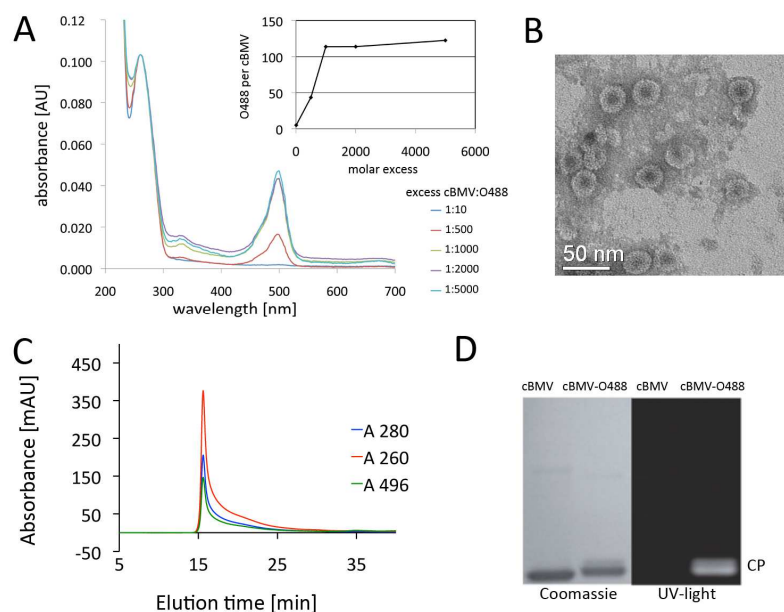 A
absorbance [AU]
0.12
0.100
0.080
0.060
0.040
0.020
0.000
200 300 400 500 600 700
wavelength [nm]
O488 per cBMV
150
100
50
0
0 2000 4000 6000
molar excess
excess cBMV:O488
1:10
1:500
1:1000
1:2000
1:5000
B
50 nm
C
Absorbance [mAU]
450
350
250
150
50
-50
5 15 25 35
Elution time [min]
A 280
A 260
A 496
D
cBMV cBMV-O488 cBMV cBMV-O488
CP
Coomassie UV-light